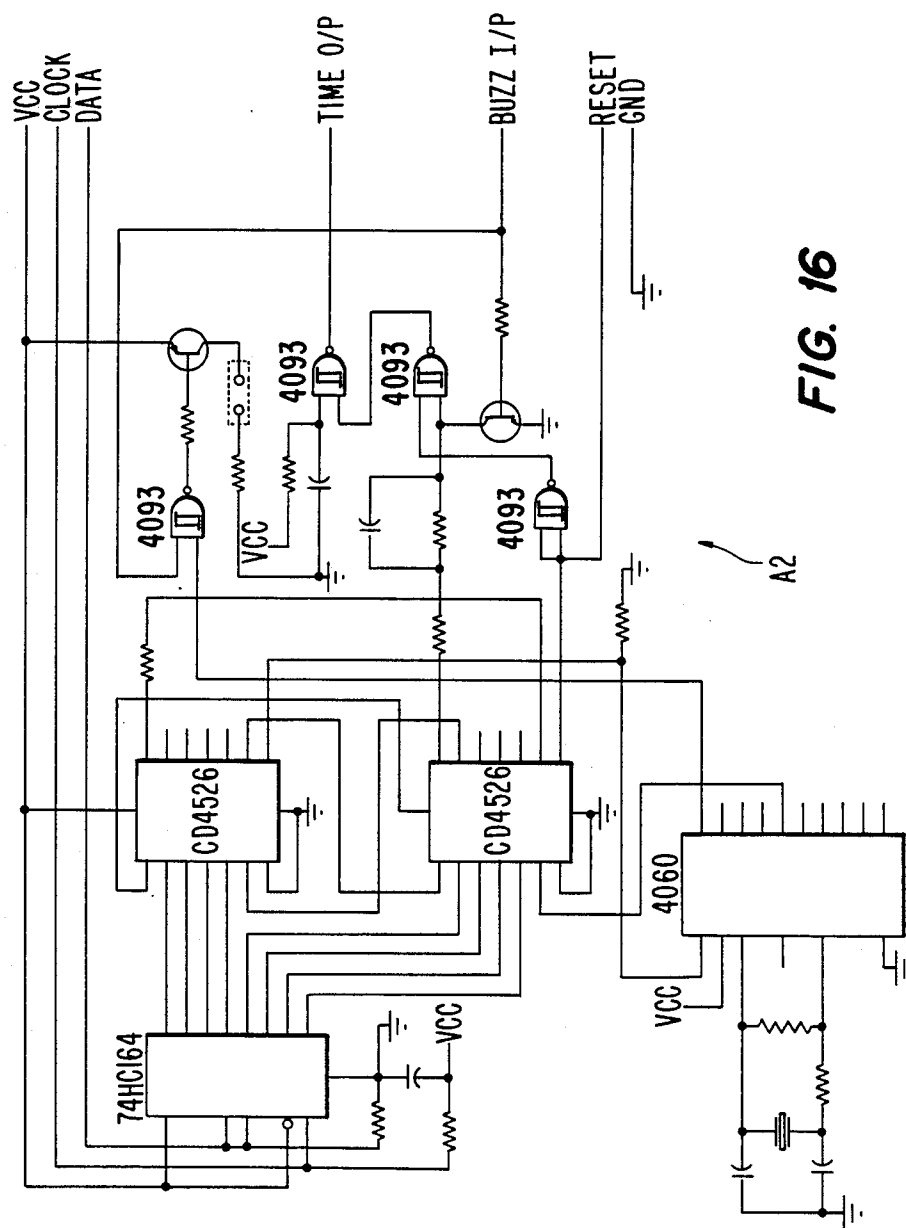 VCC
CLOCK
DATA
TIME O/P
BUZZ I/P
RESET
GND
4093
4093
4093
4093
VCC
CD4526
CD4526
74HC164
VCC
4060
VCC
A2
FIG. 16